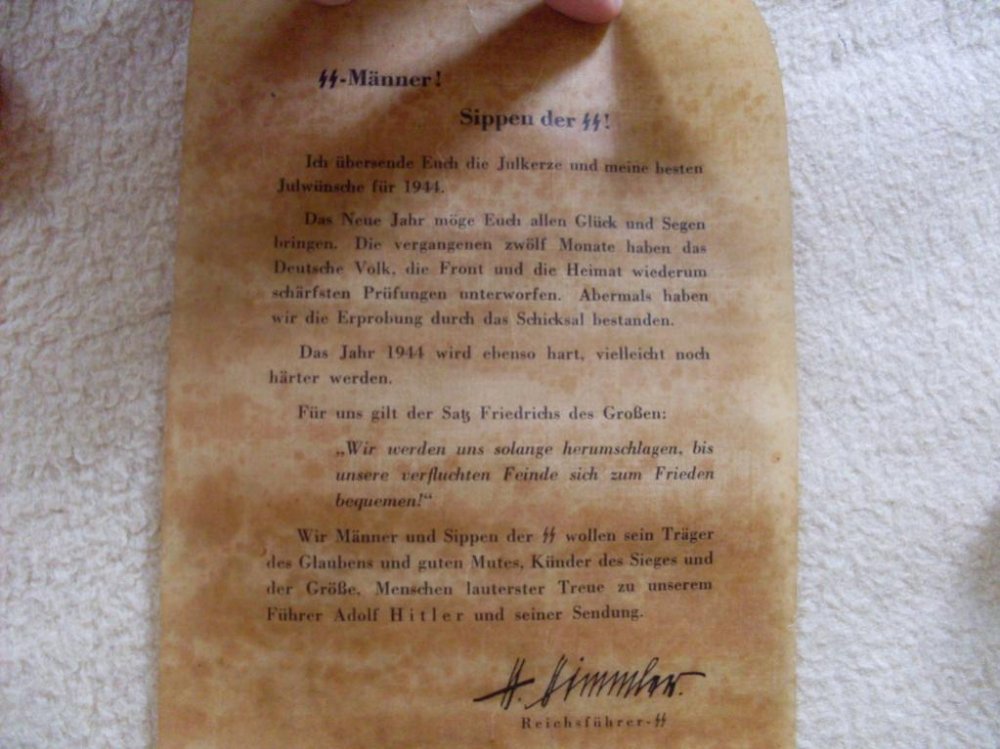 ᛋᛋ-Männer!
Sippen der ᛋᛋ!
Ich übersende Euch die Julkerze und meine besten
Julwünsche für 1944.
Das Neue Jahr möge Euch allen Glück und Segen
bringen. Die vergangenen zwölf Monate haben das
Deutsche Volk, die Front und die Heimat wiederum
schärfsten Prüfungen unterworfen. Abermals haben
wir die Erprobung durch das Schicksal bestanden.
Das Jahr 1944 wird ebenso hart, vielleicht noch
härter werden.
Für uns gilt der Satz Friedrichs des Großen:
„Wir werden uns solange herumschlagen, bis
unsere verfluchten Feinde sich zum Frieden
bequemen!“
Wir Männer und Sippen der ᛋᛋ wollen sein Träger
des Glaubens und guten Mutes, Künder des Sieges und
der Größe, Menschen lauterster Treue zu unserem
Führer Adolf Hitler und seiner Sendung.
H. Himmler.
Reichsführer-ᛋᛋ